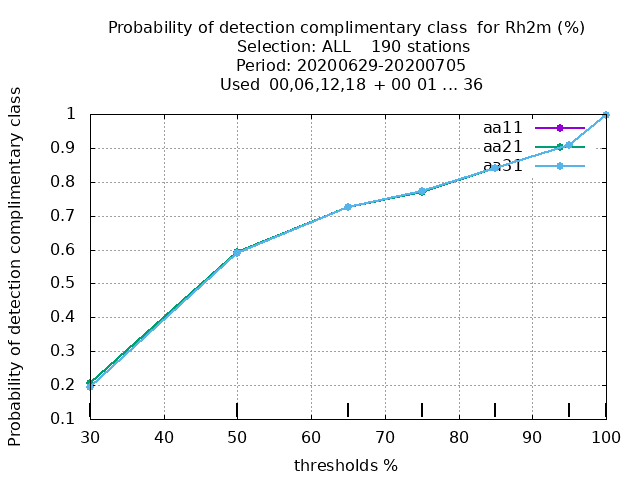 Probability of detection complimentary class  for Rh2m (%)
Selection: ALL    190 stations
Period: 20200629-20200705
Used  00,06,12,18  + 00 01 ... 36
Probability of detection complimentary class
1
0.9
0.8
0.7
0.6
0.5
0.4
0.3
0.2
0.1
aa11
aa21
aa31
30 40 50 60 70 80 90 100
thresholds %